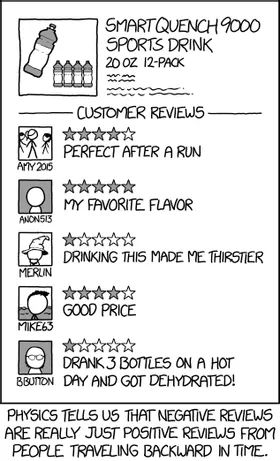 SMARTQUENCH 9000
SPORTS DRINK
20 OZ 12-PACK
CUSTOMER REVIEWS
AMY2015
PERFECT AFTER A RUN
ANON513
MY FAVORITE FLAVOR
MERLIN
DRINKING THIS MADE ME THIRSTIER
MIKE63
GOOD PRICE
BBUTTON
DRANK 3 BOTTLES ON A HOT
DAY AND GOT DEHYDRATED!
PHYSICS TELLS US THAT NEGATIVE REVIEWS
ARE REALLY JUST POSITIVE REVIEWS FROM
PEOPLE TRAVELING BACKWARD IN TIME.